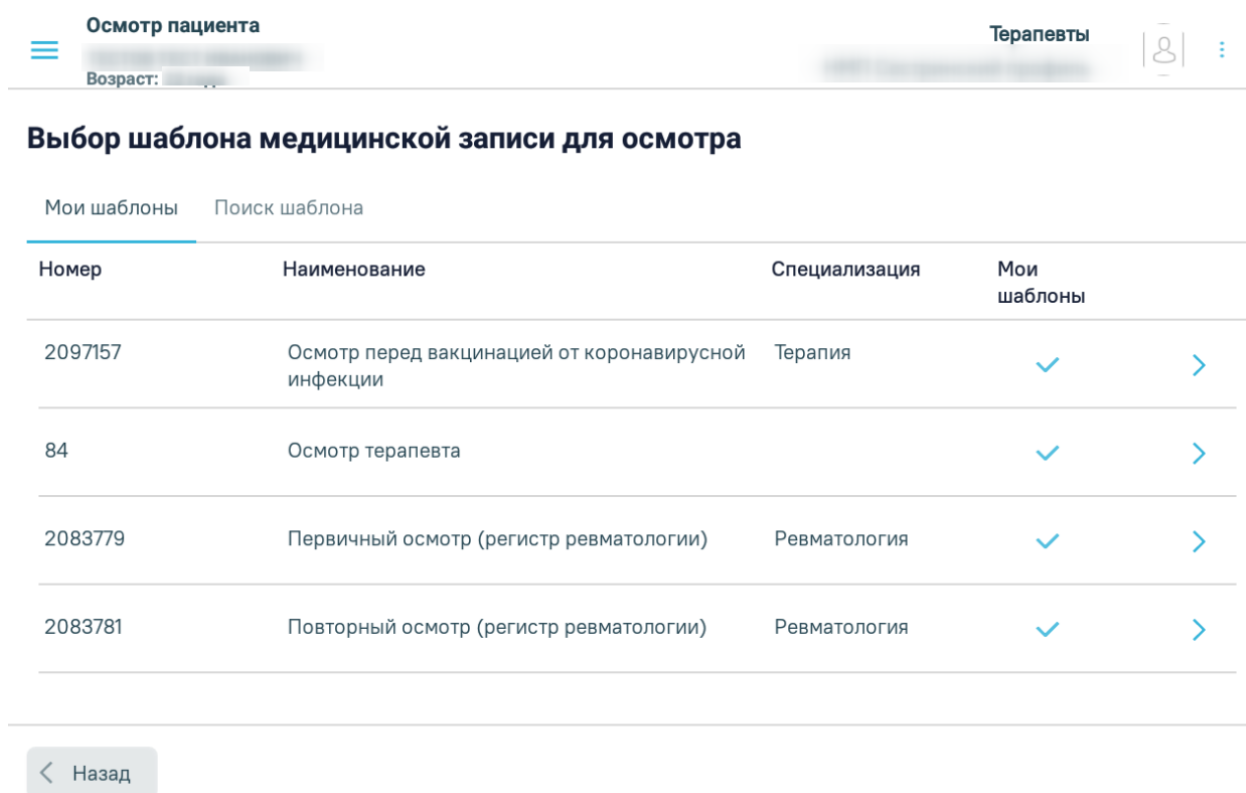 Осмотр пациента
Терапевты
Возраст:
Выбор шаблона медицинской записи для осмотра
Мои шаблоны Поиск шаблона
Номер Наименование Специализация Мои
шаблоны
2097157 Осмотр перед вакцинацией от коронавирусной Терапия
инфекции
84 Осмотр терапевта
2083779 Первичный осмотр (регистр ревматологии) Ревматология
2083781 Повторный осмотр (регистр ревматологии) Ревматология
Назад